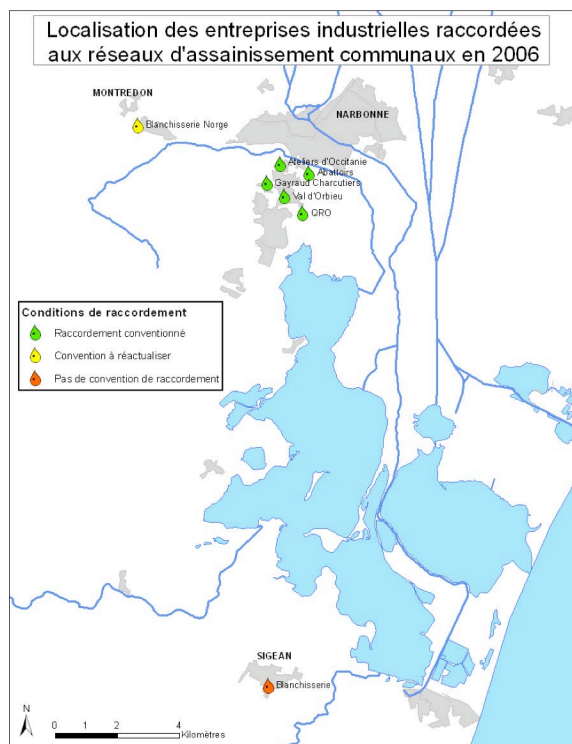 Localisation des entreprises industrielles raccordées
aux réseaux d'assainissement communaux en 2006
MONTREDON
Blanchisserie Norge
NARBONNE
Ateliers d'Occitanie
Abattoirs
Gayraud Charcutiers
Val d'Orbieu
QRO
Conditions de raccordement
Raccordement conventionné
Convention à réactualiser
Pas de convention de raccordement
SIGEAN
Blanchisserie
N
0 1 2 4
Kilomètres